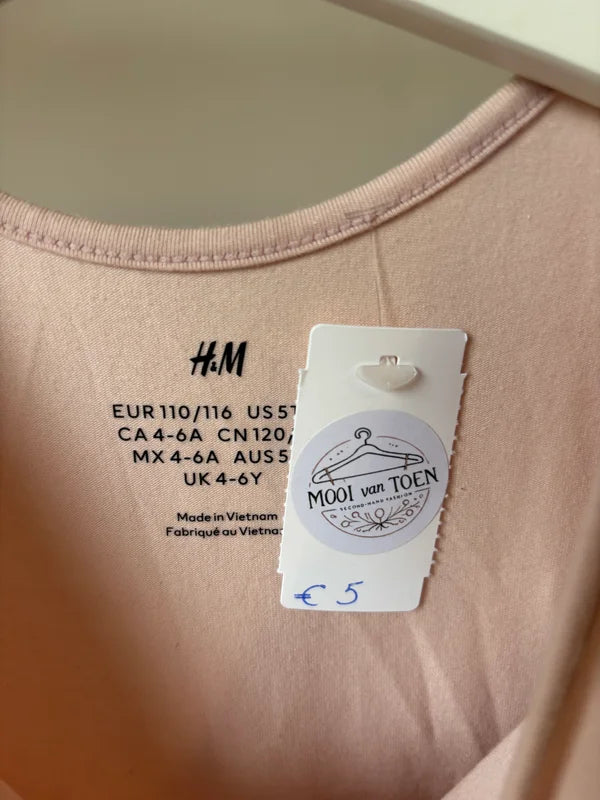 H&M
EUR 110/116 US 5
CA 4-6A CN 120/
MX 4-6A AUS 5
UK 4-6Y
Made in Vietnam
Fabriqué au Vietna
MOOI van TOEN
SECOND-HAND FASHION
€ 5